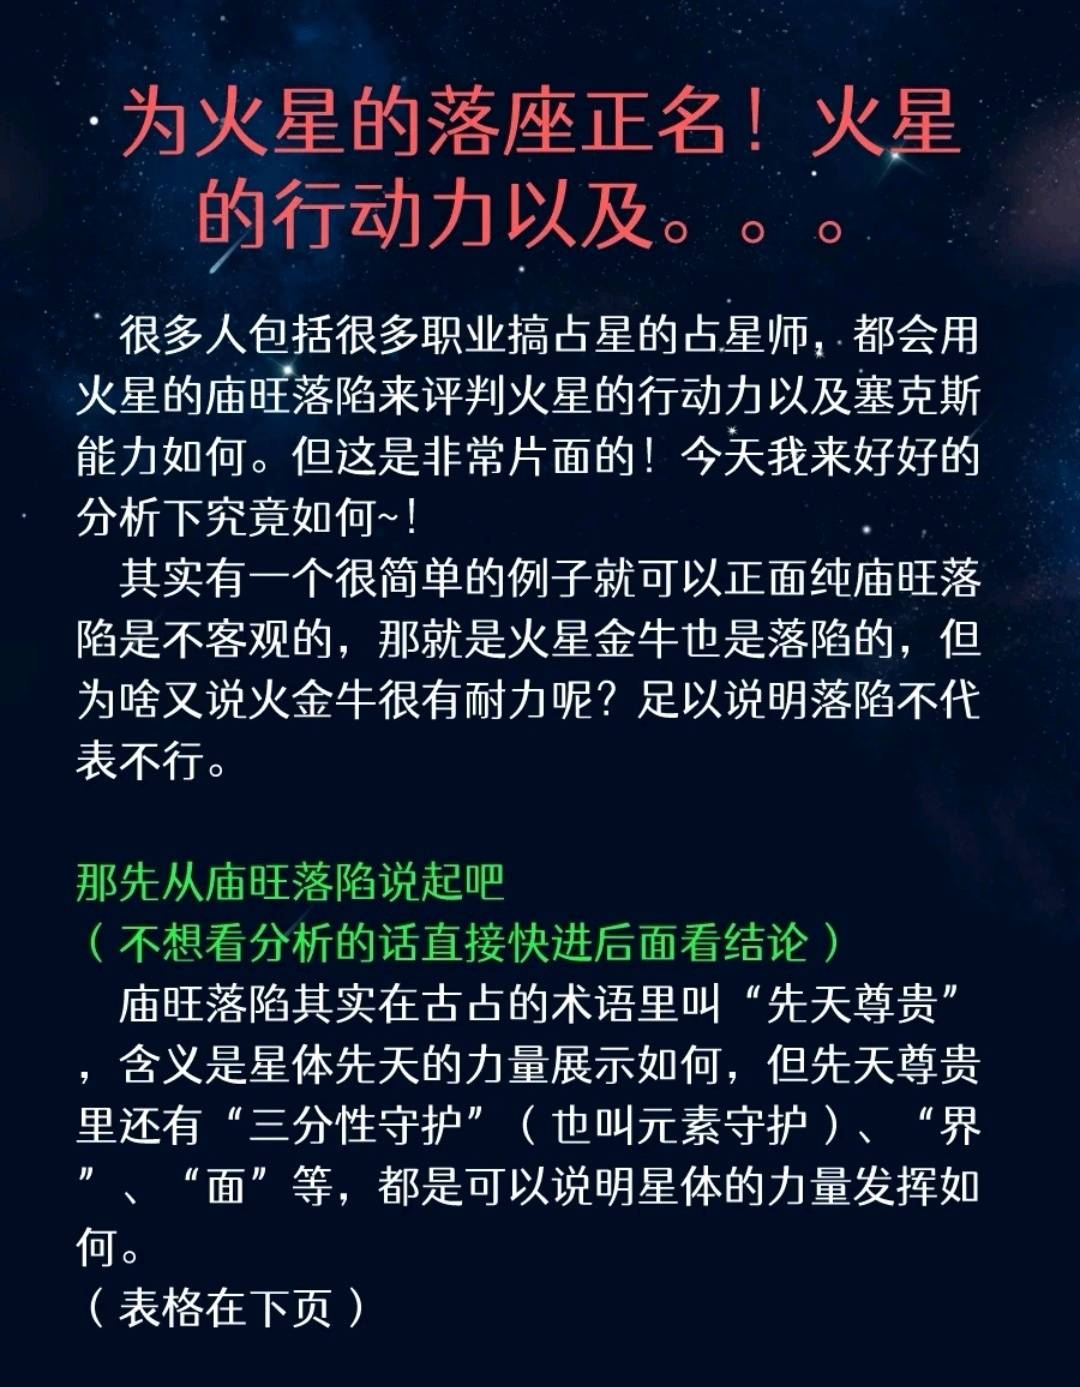 为火星的落座正名！火星
的行动力以及。。。
很多人包括很多职业搞占星的占星师，都会用
火星的庙旺落陷来评判火星的行动力以及塞克斯
能力如何。但这是非常片面的！今天我来好好的
分析下究竟如何~！
其实有一个很简单的例子就可以正面纯庙旺落
陷是不客观的，那就是火星金牛也是落陷的，但
为啥又说火金牛很有耐力呢？足以说明落陷不代
表不行。
那先从庙旺落陷说起吧
（不想看分析的话直接快进后面看结论）
庙旺落陷其实在古占的术语里叫“先天尊贵”
，含义是星体先天的力量展示如何，但先天尊贵
里还有“三分性守护”（也叫元素守护）、“界
”、“面”等，都是可以说明星体的力量发挥如
何。
（表格在下页）